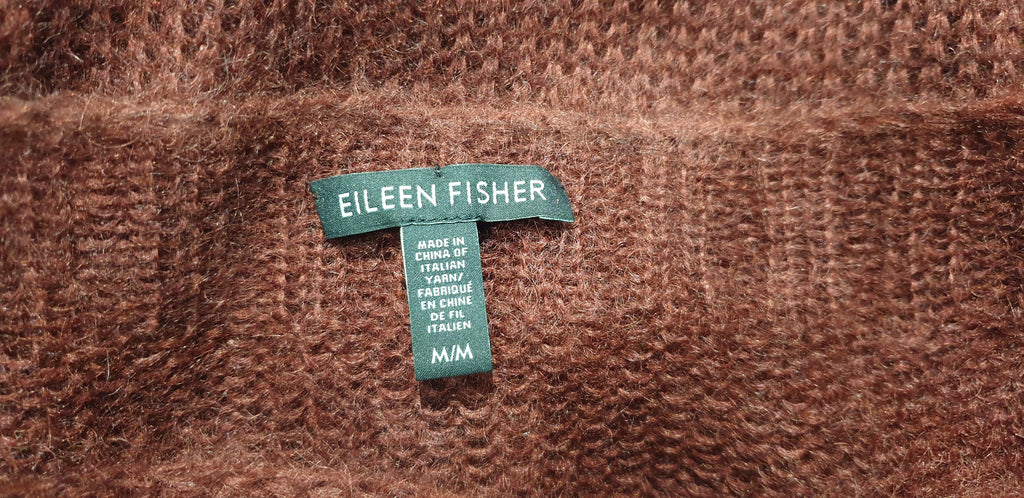 EILEEN FISHER
MADE IN
CHINA OF
ITALIAN
YARN/
FABRIQUÉ
EN CHINE
DE FIL
ITALIEN
M/M